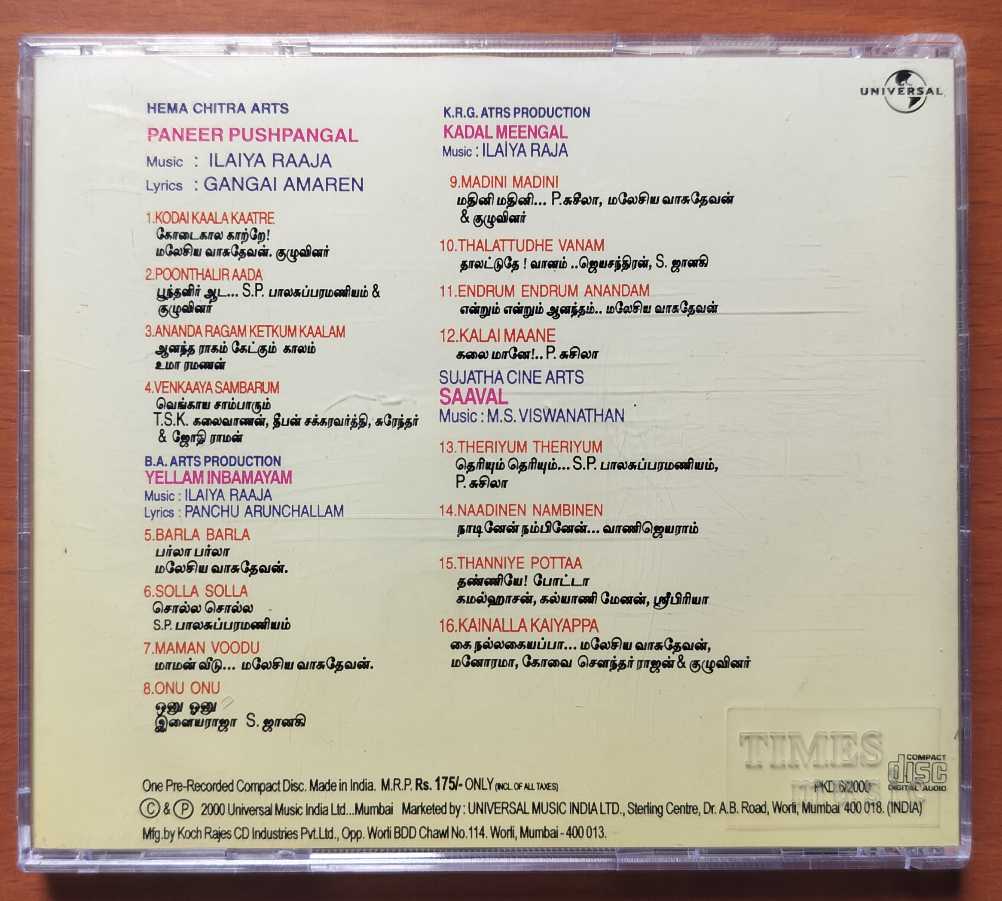 HEMA CHITRA ARTS
PANEER PUSHPANGAL
Music : ILAIYA RAAJA
Lyrics : GANGAI AMAREN
1.KODAI KAALA KAATRE
கோடைகால காற்றே!
மலேசிய வாசுதேவன். குழுவினர்
2.POONTHALIR AADA
பூந்தளிர் ஆட... S.P. பாலசுப்பரமணியம் &
குழுவினர்
3.ANANDA RAGAM KETKUM KAALAM
ஆனந்த ராகம் கேட்கும் காலம்
உமா ரமணன்
4.VENKAAYA SAMBARUM
வெங்காய சாம்பாரும்
T.S.K. கலைவாணன், தீபன் சக்கரவர்த்தி, சுரேந்தர்
& ஜோதி ராமன்
B.A. ARTS PRODUCTION
YELLAM INBAMAYAM
Music : ILAIYA RAAJA
Lyrics : PANCHU ARUNCHALLAM
5.BARLA BARLA
பர்லா பர்லா
மலேசிய வாசுதேவன்.
6.SOLLA SOLLA
சொல்ல சொல்ல
S.P. பாலசுப்பரமணியம்
7.MAMAN VOODU
மாமன் வீடு... மலேசிய வாசுதேவன்.
8.ONU ONU
ஒனு ஒனு
இளையராஜா S. ஜானகி
UNIVERSAL
K.R.G. ATRS PRODUCTION
KADAL MEENGAL
Music : ILAIYA RAJA
9.MADINI MADINI
மதினி மதினி... P.சுசீலா, மலேசிய வாசுதேவன்
& குழுவினர்
10.THALATTUDHE VANAM
தாலட்டுதே ! வானம் ..ஜெயசந்திரன், S. ஜானகி
11.ENDRUM ENDRUM ANANDAM
என்றும் என்றும் ஆனந்தம்.. மலேசிய வாசுதேவன்
12.KALAI MAANE
கலை மானே!.. P. சுசிலா
SUJATHA CINE ARTS
SAAVAL
Music : M.S. VISWANATHAN
13.THERIYUM THERIYUM
தெரியும் தெரியும்... S.P. பாலசுப்பரமணியம்,
P. சுசிலா
14.NAADINEN NAMBINEN
நாடினேன் நம்பினேன்... வாணிஜெயராம்
15.THANNIYE POTTAA
தண்ணியே! போட்டா
கமல்ஹாசன், கல்யாணி மேனன், ஸ்ரீபிரியா
16.KAINALLA KAIYAPPA
கை நல்லகையப்பா... மலேசிய வாசுதேவன்,
மனோரமா, கோவை சௌந்தர் ராஜன் & குழுவினர்
TIMES
MUSIC
COMPACT
disc
DIGITAL AUDIO
One Pre-Recorded Compact Disc. Made in India. M.R.P. Rs. 175/- ONLY (INCL. OF ALL TAXES)
PKD.6/2000
© & ℗ 2000 Universal Music India Ltd..Mumbai Marketed by : UNIVERSAL MUSIC INDIA LTD., Sterling Centre, Dr. A.B. Road, Worli, Mumbai 400 018. (INDIA)
Mfg.by Koch Rajes CD Industries Pvt.Ltd., Opp. Worli BDD Chawl No.114. Worli, Mumbai - 400 013.